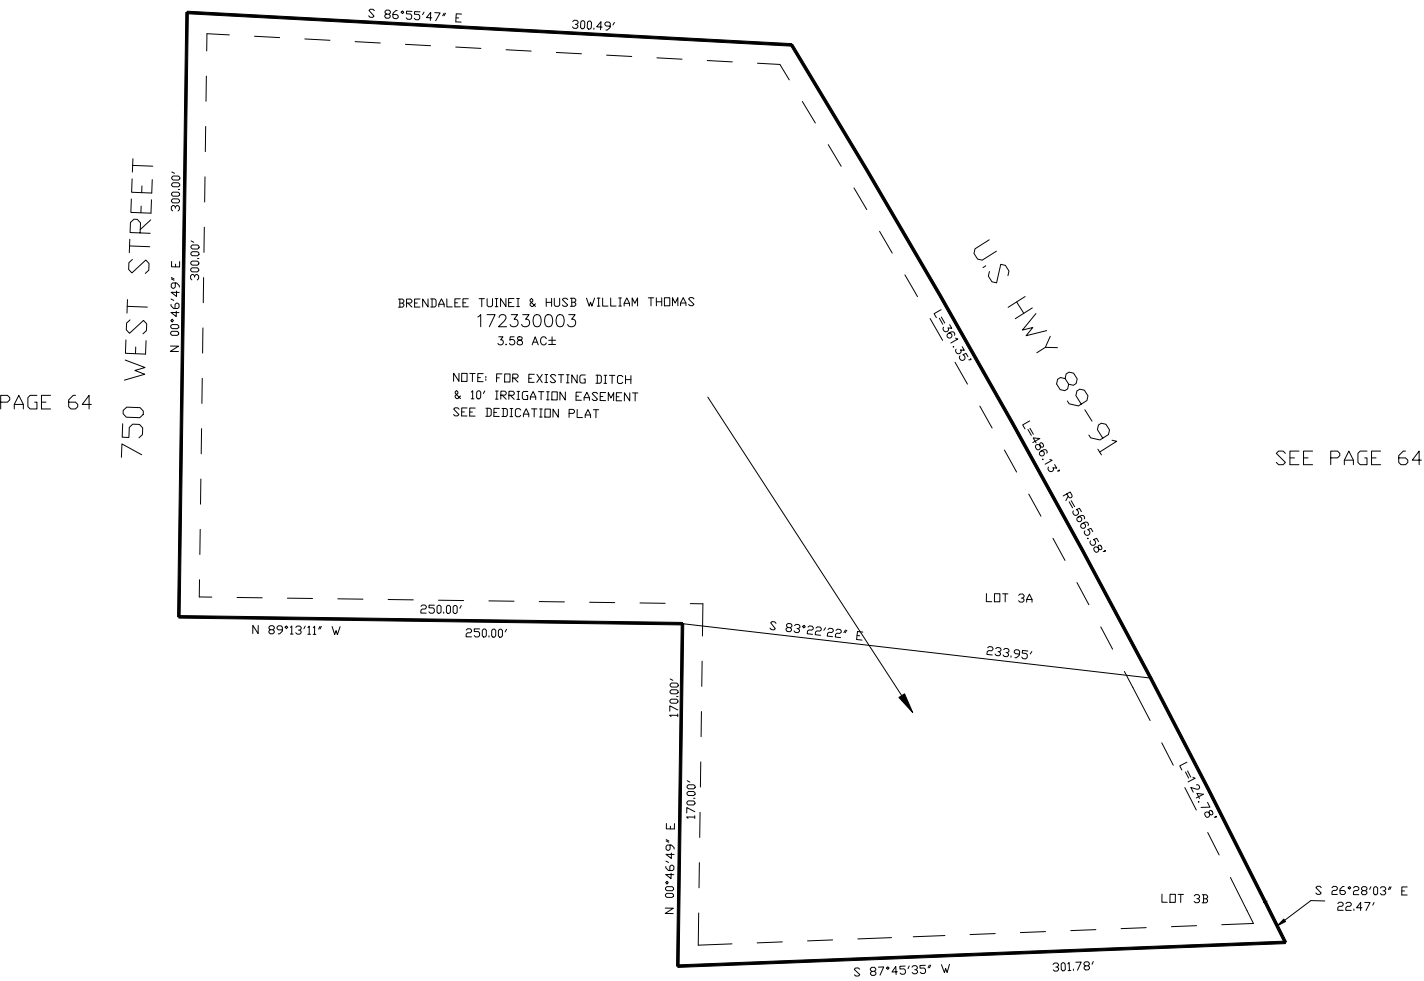 S 86°55'47" E
300.49'
750 WEST STREET
300.00'
N 00°46'49" E
300.00'
PAGE 64
BRENDALEE TUINEI & HUSB WILLIAM THOMAS
172330003
3.58 AC±
NOTE: FOR EXISTING DITCH
& 10' IRRIGATION EASEMENT
SEE DEDICATION PLAT
U.S HWY 89-91
L=361.35'
L=486.13'
R=5665.58'
SEE PAGE 64
LOT 3A
250.00'
N 89°13'11" W
250.00'
S 83°22'22" E
233.95'
170.00'
170.00'
N 00°46'49" E
L=124.78'
LOT 3B
S 26°28'03" E
22.47'
S 87°45'35" W
301.78'